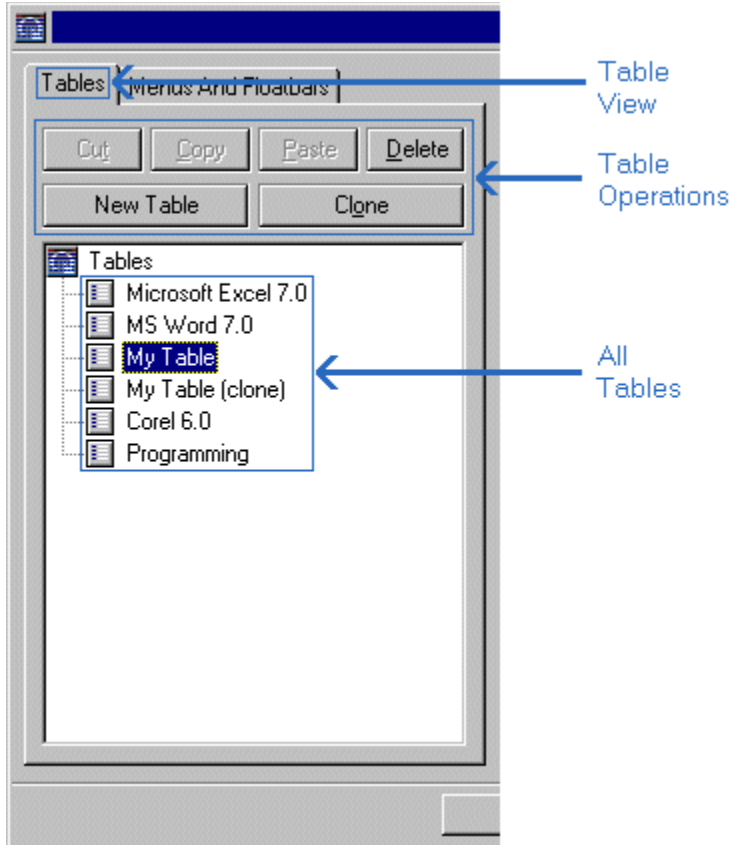 Tables
Menus And Floatbars
Table
View
Cut
Copy
Paste
Delete
Table
Operations
New Table
Clone
Tables
Microsoft Excel 7.0
MS Word 7.0
My Table
All
Tables
My Table (clone)
Corel 6.0
Programming